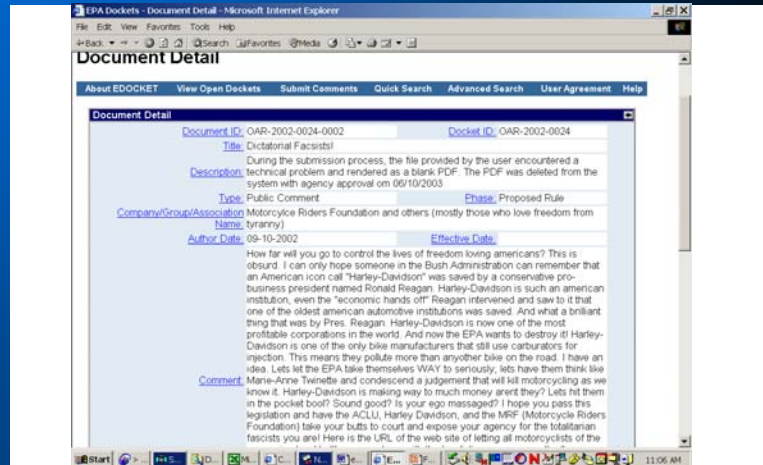 EPA Dockets - Document Detail - Microsoft Internet Explorer
File Edit View Favorites Tools Help
Back Search Favorites Media
Document Detail
About EDOCKET View Open Dockets Submit Comments Quick Search Advanced Search User Agreement Help
Document Detail
Document ID: OAR-2002-0024-0002 Docket ID: OAR-2002-0024
Title: Dictatorial Facsists!
During the submission process, the file provided by the user encountered a
Description: technical problem and rendered as a blank PDF. The PDF was deleted from the
system with agency approval om 06/10/2003
Type: Public Comment Phase: Proposed Rule
Company/Group/Association Motorcylce Riders Foundation and others (mostly those who love freedom from
Name: tyranny)
Author Date: 09-10-2002 Effective Date:
How far will you go to control the lives of freedom loving americans? This is
obsurd. I can only hope someone in the Bush Administration can remember that
an American icon call "Harley-Davidson" was saved by a conservative pro-
business president named Ronald Reagan. Harley-Davidson is such an american
institution, even the "economic hands off" Reagan intervened and saw to it that
one of the oldest american automotive institutions was saved. And what a brilliant
thing that was by Pres. Reagan. Harley-Davidson is now one of the most
profitable corporations in the world. And now the EPA wants to destroy it! Harley-
Davidson is one of the only bike manufacturers that still use carburators for
injection. This means they pollute more than anyother bike on the road. I have an
idea. Lets let the EPA take themselves WAY to seriously, lets have them think like
Comment: Marie-Anne Twinette and condescend a judgement that will kill motorcycling as we
know it. Harley-Davidson is making way to much money arent they? Lets hit them
in the pocket bool? Sound good? Is your ego massaged? I hope you pass this
legislation and have the ACLU, Harley Davidson, and the MRF (Motorcycle Riders
Foundation) take your butts to court and expose your agency for the totalitarian
fascists you are! Here is the URL of the web site of letting all motorcyclists of the
Start 11:06 AM